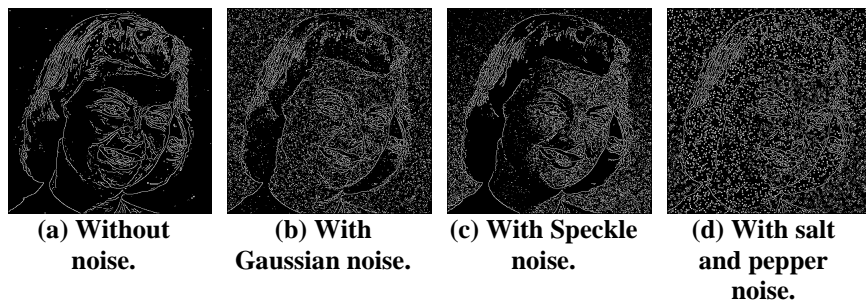 (a) Without
noise.
(b) With
Gaussian noise.
(c) With Speckle
noise.
(d) With salt
and pepper
noise.